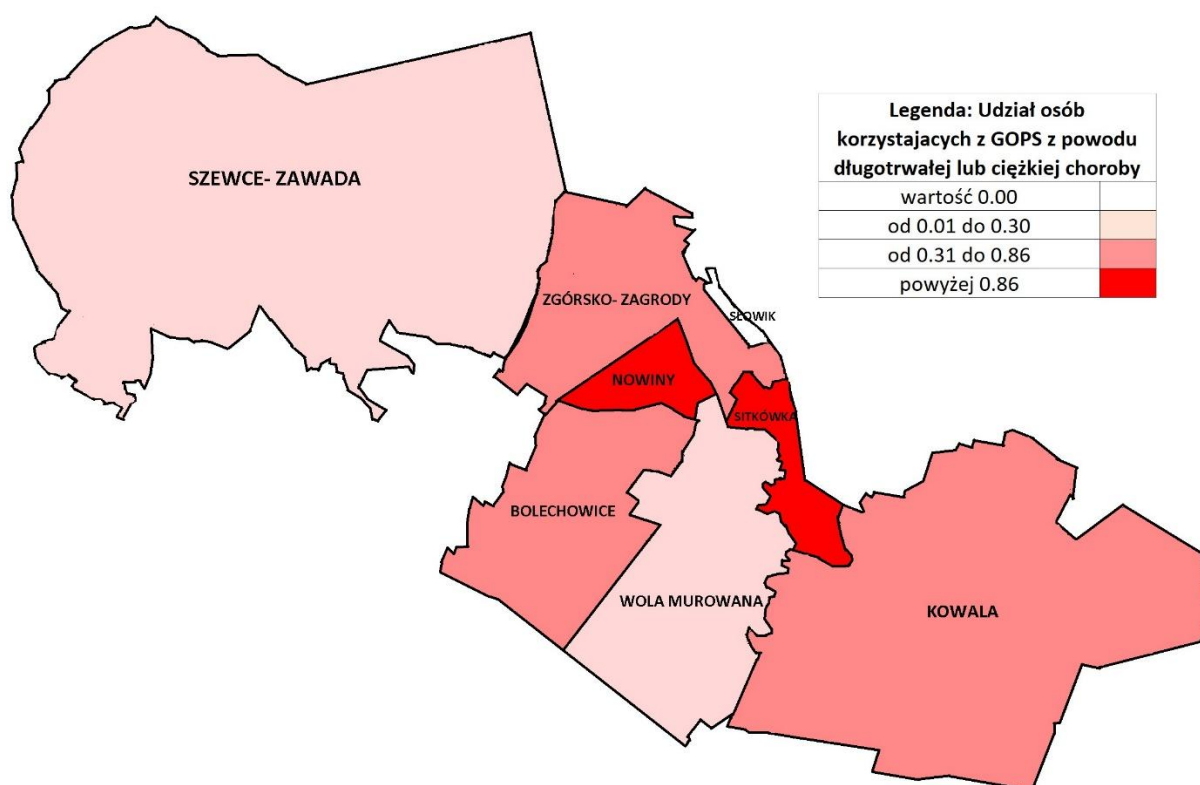 SZEWCE- ZAWADA
Legenda: Udział osób
korzystajacych z GOPS z powodu
długotrwałej lub ciężkiej choroby
wartość 0.00
od 0.01 do 0.30
od 0.31 do 0.86
powyżej 0.86
ZGÓRSKO- ZAGRODY
SŁOWIK
NOWINY
SITKÓWKA
BOLECHOWICE
WOLA MUROWANA
KOWALA